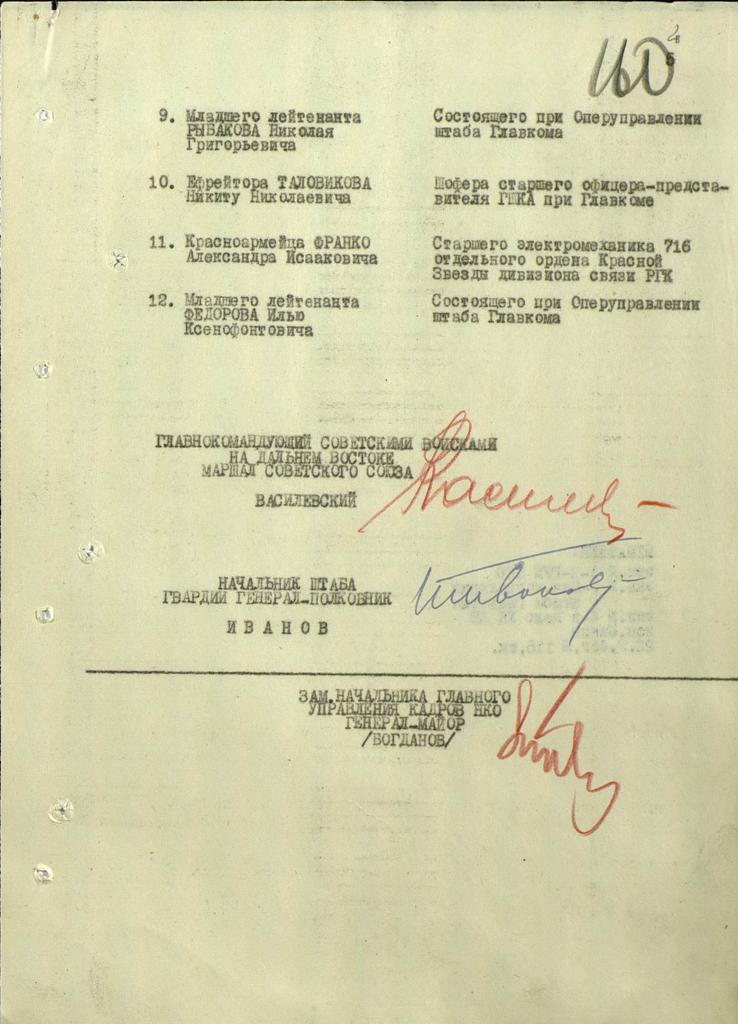 160
5
9. Младшего лейтенанта Состоящего при Оперуправлении
РЫБАКОВА Николая штаба Главкома
Григорьевича
10. Ефрейтора ТАЛОВИКОВА Шофера старшего офицера-предста-
Никиту Николаевича вителя ГШКА при Главкоме
11. Красноармейца ФРАНКО Старшего электромеханика 716
Александра Исааковича отдельного ордена Красной
Звезды дивизиона связи РГК
12. Младшего лейтенанта Состоящего при Оперуправлении
ФЕДОРОВА Илью штаба Главкома
Ксенофонтовича
ГЛАВНОКОМАНДУЮЩИЙ СОВЕТСКИМИ ВОЙСКАМИ
НА ДАЛЬНЕМ ВОСТОКЕ
МАРШАЛ СОВЕТСКОГО СОЮЗА
ВАСИЛЕВСКИЙ
НАЧАЛЬНИК ШТАБА
ГВАРДИИ ГЕНЕРАЛ-ПОЛКОВНИК
ИВАНОВ
ЗАМ.НАЧАЛЬНИКА ГЛАВНОГО
УПРАВЛЕНИЯ КАДРОВ НКО
ГЕНЕРАЛ-МАЙОР
/БОГДАНОВ/